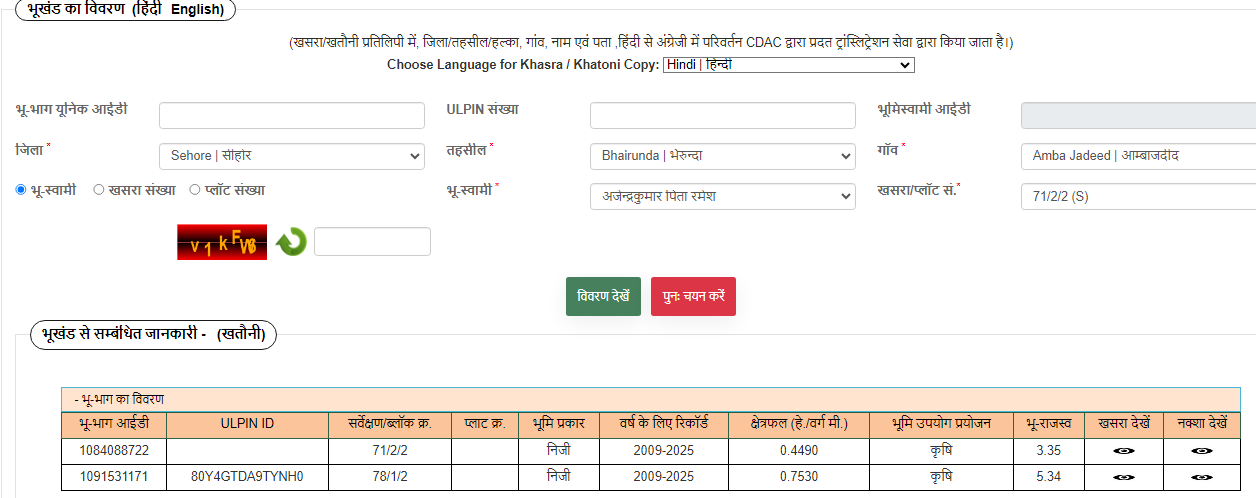 भूखंड का विवरण (हिंदी English)
(खसरा/खतौनी प्रतिलिपी में, जिला/तहसील/हल्का, गांव, नाम एवं पता ,हिंदी से अंग्रेजी में परिवर्तन CDAC द्वारा प्रदत ट्रांस्लिट्रेशन सेवा द्वारा किया जाता है।)
Choose Language for Khasra / Khatoni Copy: Hindi | हिन्दी
भू-भाग यूनिक आईडी ULPIN संख्या भूमिस्वामी आईडी
जिला * Sehore | सीहोर तहसील * Bhairunda | भेरुन्दा गाँव * Amba Jadeed | आम्बाजदीद
भू-स्वामी खसरा संख्या प्लॉट संख्या भू-स्वामी * अजेन्द्रकुमार पिता रमेश खसरा/प्लॉट सं.* 71/2/2 (S)
v1kFW6
विवरण देखें पुनः चयन करें
भूखंड से सम्बंधित जानकारी - (खतौनी)
- भू-भाग का विवरण
भू-भाग आईडी ULPIN ID सर्वेक्षण/ब्लॉक क्र. प्लाट क्र. भूमि प्रकार वर्ष के लिए रिकॉर्ड क्षेत्रफल (हे./वर्ग मी.) भूमि उपयोग प्रयोजन भू-राजस्व खसरा देखें नक्शा देखें
1084088722 71/2/2 निजी 2009-2025 0.4490 कृषि 3.35
1091531171 80Y4GTDA9TYNH0 78/1/2 निजी 2009-2025 0.7530 कृषि 5.34